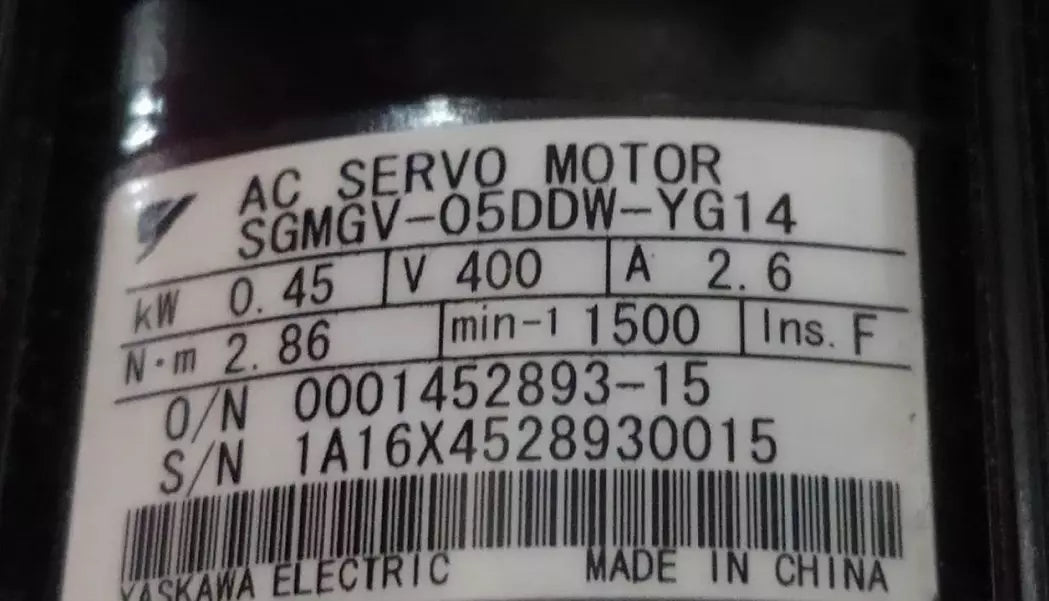 AC SERVO MOTOR
SGMGV-05DDW-YG14
kW 0.45 V 400 A 2.6
N·m 2.86 min-1 1500 Ins. F
O/N 0001452893-15
S/N 1A16X4528930015
YASKAWA ELECTRIC MADE IN CHINA